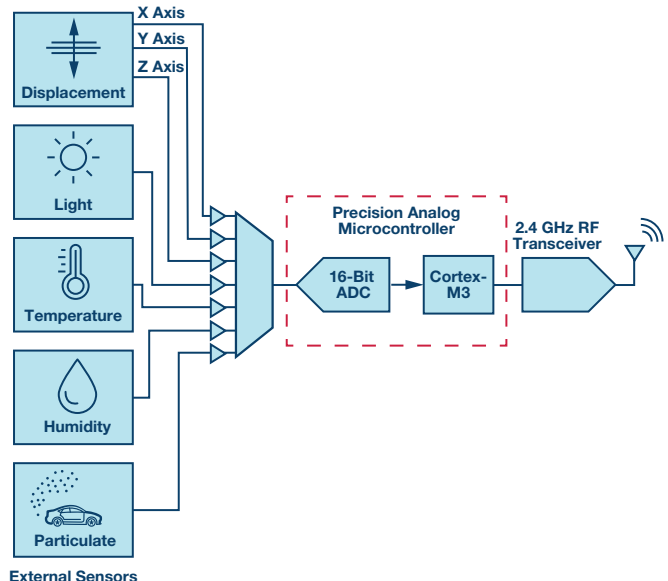 X Axis
Y Axis
Z Axis
Displacement
Light
Temperature
Humidity
Particulate
External Sensors
Precision Analog
Microcontroller
16-Bit
ADC
Cortex-
M3
2.4 GHz RF
Transceiver